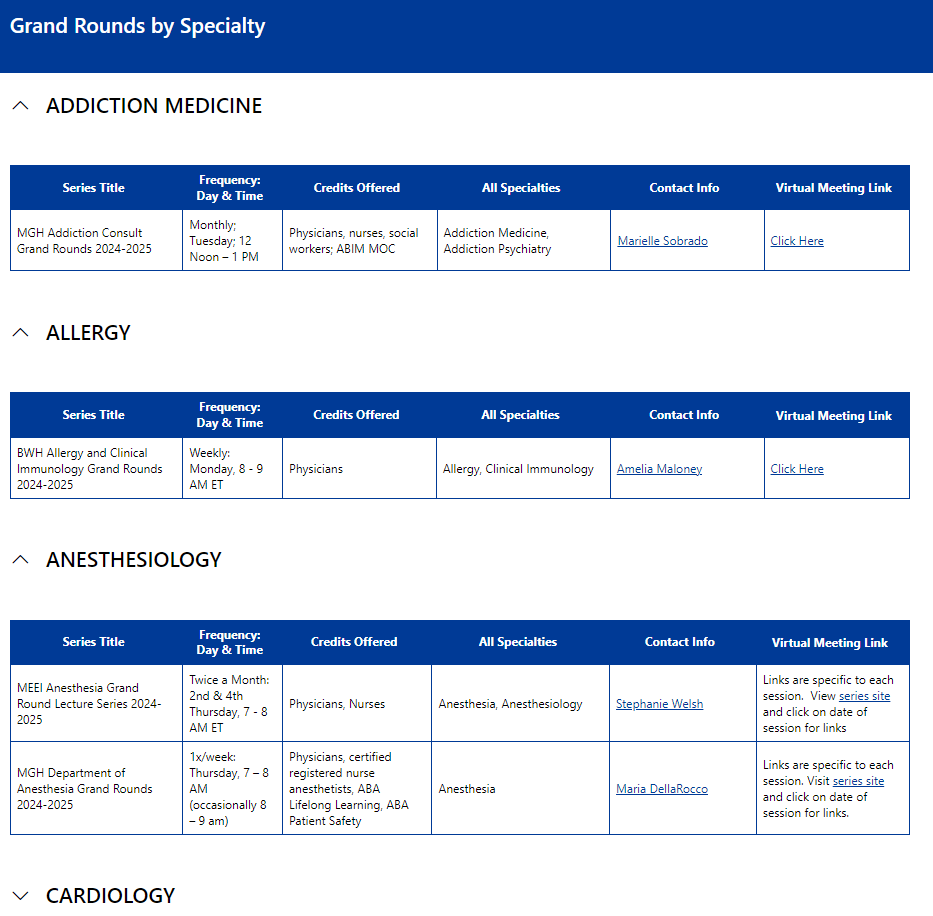 Grand Rounds by Specialty
ADDICTION MEDICINE
Series Title
Frequency:
Day & Time
Credits Offered
All Specialties
Contact Info
Virtual Meeting Link
MGH Addiction Consult
Grand Rounds 2024-2025
Monthly;
Tuesday; 12
Noon – 1 PM
Physicians, nurses, social
workers; ABIM MOC
Addiction Medicine,
Addiction Psychiatry
Marielle Sobrado
Click Here
ALLERGY
Series Title
Frequency:
Day & Time
Credits Offered
All Specialties
Contact Info
Virtual Meeting Link
BWH Allergy and Clinical
Immunology Grand Rounds
2024-2025
Weekly:
Monday, 8 - 9
AM ET
Physicians
Allergy, Clinical Immunology
Amelia Maloney
Click Here
ANESTHESIOLOGY
Series Title
Frequency:
Day & Time
Credits Offered
All Specialties
Contact Info
Virtual Meeting Link
MEEI Anesthesia Grand
Round Lecture Series 2024-
2025
Twice a Month:
2nd & 4th
Thursday, 7 - 8
AM ET
Physicians, Nurses
Anesthesia, Anesthesiology
Stephanie Welsh
Links are specific to each
session.  View series site
and click on date of
session for links
MGH Department of
Anesthesia Grand Rounds
2024-2025
1x/week:
Thursday, 7 – 8
AM
(occasionally 8
– 9 am)
Physicians, certified
registered nurse
anesthetists, ABA
Lifelong Learning, ABA
Patient Safety
Anesthesia
Maria DellaRocco
Links are specific to each
session. Visit series site
and click on date of
session for links.
CARDIOLOGY